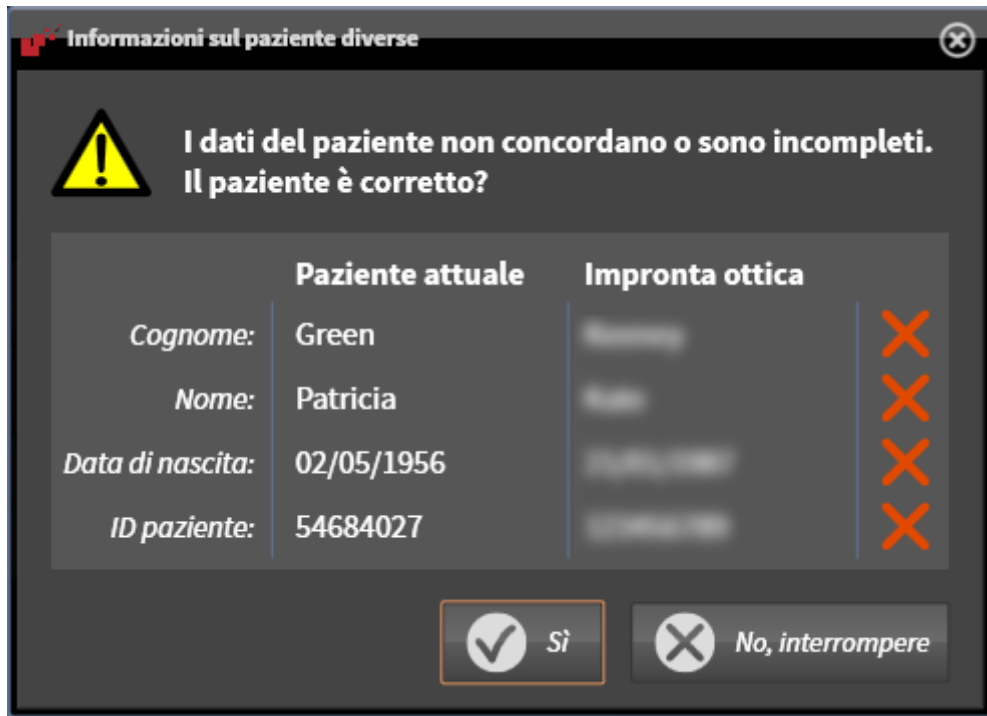 Informazioni sul paziente diverse
I dati del paziente non concordano o sono incompleti.
Il paziente è corretto?
Paziente attuale Impronta ottica
Cognome: Green
Nome: Patricia
Data di nascita: 02/05/1956
ID paziente: 54684027
Sì No, interrompere